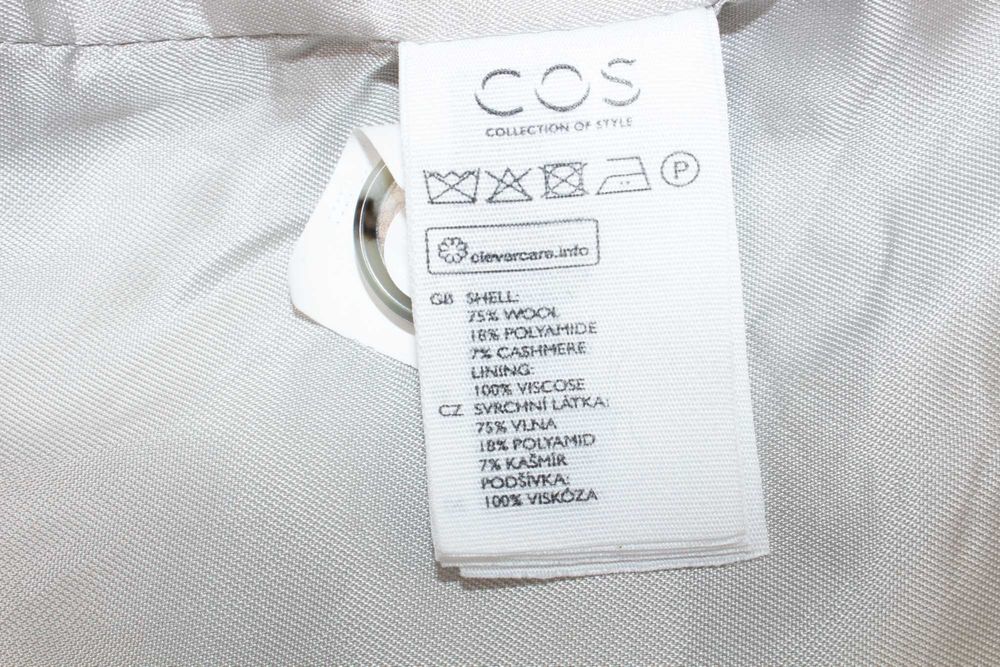 COS
COLLECTION OF STYLE
P
clevercare.info
GB SHELL:
75% WOOL
18% POLYAMIDE
7% CASHMERE
LINING:
100% VISCOSE
CZ SVRCHNÍ LÁTKA:
75% VLNA
18% POLYAMID
7% KAŠMÍR
PODŠÍVKA:
100% VISKÓZA